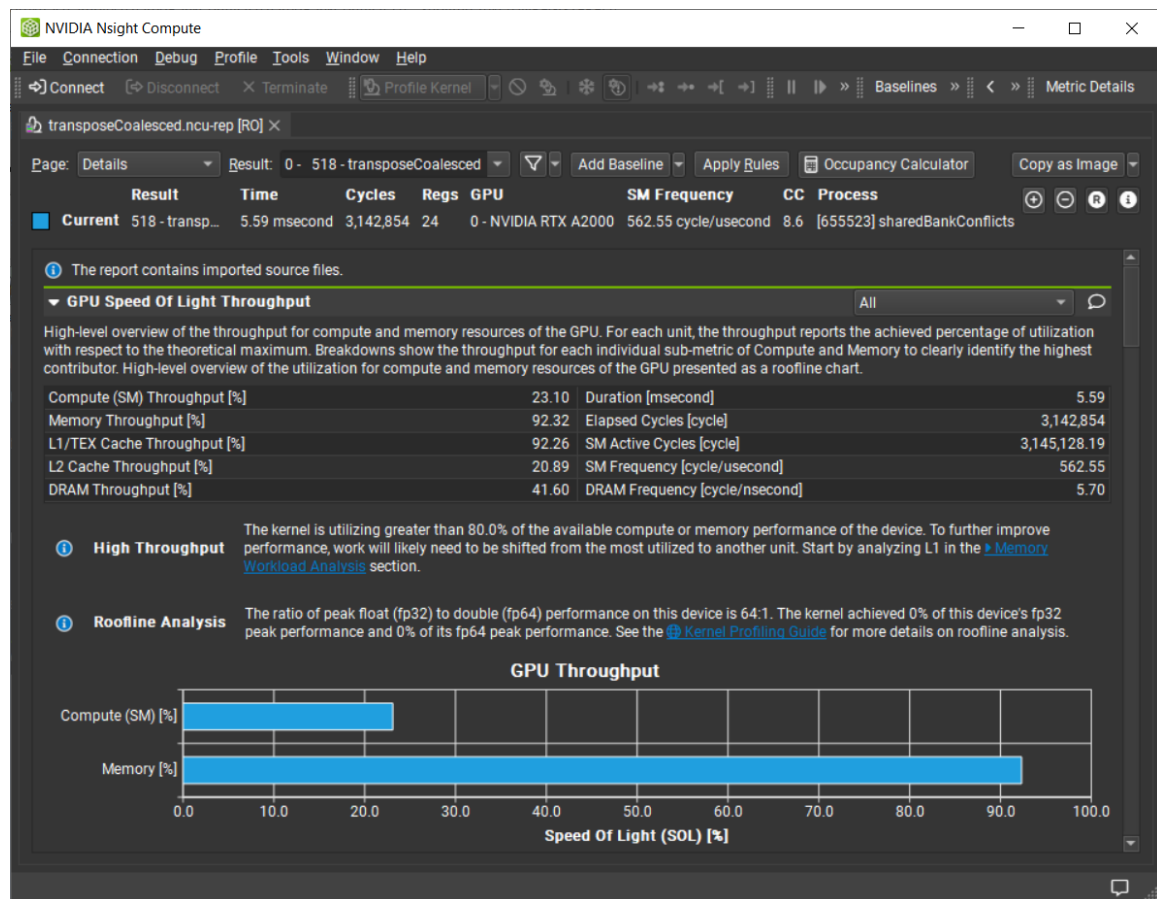 NVIDIA Nsight Compute
File Connection Debug Profile Tools Window Help
Connect Disconnect Terminate Profile Kernel Baselines Metric Details
transposeCoalesced.ncu-rep [RO]
Page: Details Result: 0 - 518 - transposeCoalesced Add Baseline Apply Rules Occupancy Calculator Copy as Image
Result Time Cycles Regs GPU SM Frequency CC Process
Current 518 - transp... 5.59 msecond 3,142,854 24 0 - NVIDIA RTX A2000 562.55 cycle/usecond 8.6 [655523] sharedBankConflicts
The report contains imported source files.
GPU Speed Of Light Throughput All
High-level overview of the throughput for compute and memory resources of the GPU. For each unit, the throughput reports the achieved percentage of utilization
with respect to the theoretical maximum. Breakdowns show the throughput for each individual sub-metric of Compute and Memory to clearly identify the highest
contributor. High-level overview of the utilization for compute and memory resources of the GPU presented as a roofline chart.
Compute (SM) Throughput [%] 23.10 Duration [msecond] 5.59
Memory Throughput [%] 92.32 Elapsed Cycles [cycle] 3,142,854
L1/TEX Cache Throughput [%] 92.26 SM Active Cycles [cycle] 3,145,128.19
L2 Cache Throughput [%] 20.89 SM Frequency [cycle/usecond] 562.55
DRAM Throughput [%] 41.60 DRAM Frequency [cycle/nsecond] 5.70
High Throughput
The kernel is utilizing greater than 80.0% of the available compute or memory performance of the device. To further improve
performance, work will likely need to be shifted from the most utilized to another unit. Start by analyzing L1 in the Memory
Workload Analysis section.
Roofline Analysis
The ratio of peak float (fp32) to double (fp64) performance on this device is 64:1. The kernel achieved 0% of this device's fp32
peak performance and 0% of its fp64 peak performance. See the Kernel Profiling Guide for more details on roofline analysis.
GPU Throughput
Compute (SM) [%]
Memory [%]
0.0 10.0 20.0 30.0 40.0 50.0 60.0 70.0 80.0 90.0 100.0
Speed Of Light (SOL) [%]